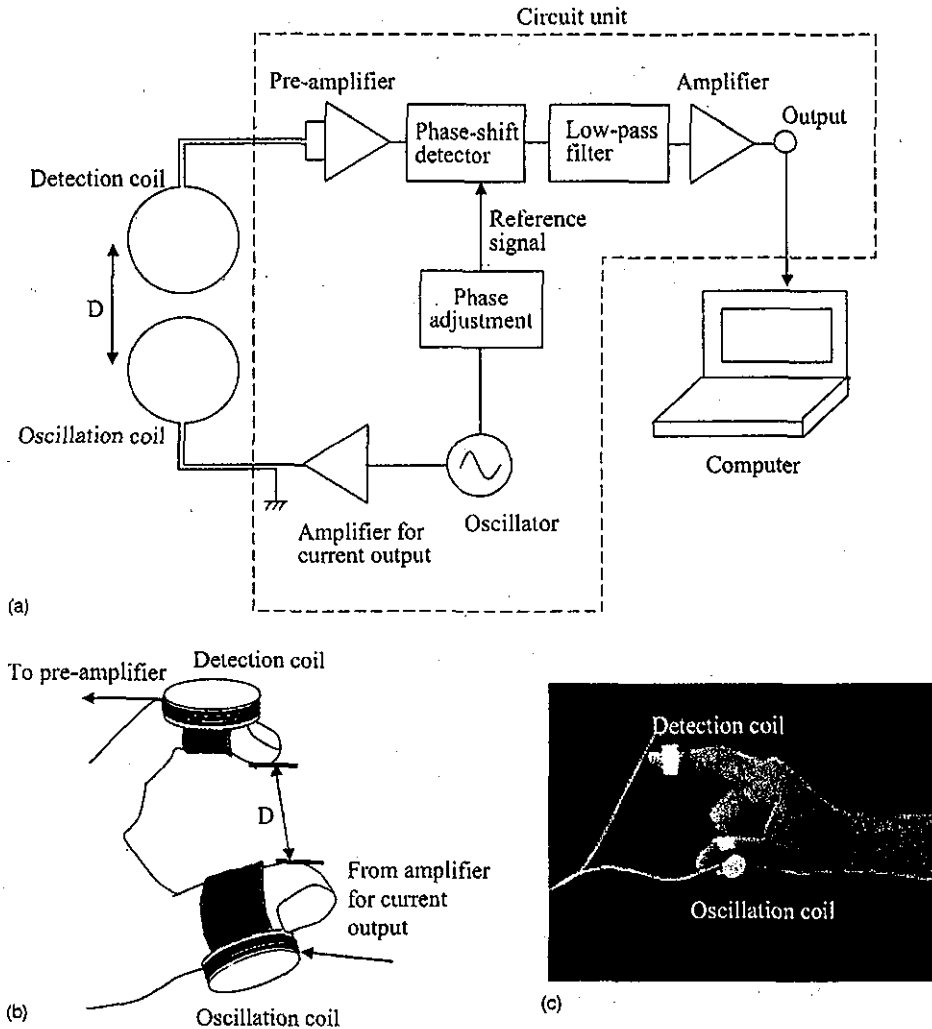 Circuit unit
Pre-amplifier
Amplifier
Output
Phase-shift
detector
Low-pass
filter
Detection coil
Reference
signal
D
Phase
adjustment
Oscillation coil
Computer
Amplifier for
current output
Oscillator
(a)
To pre-amplifier
Detection coil
D
From amplifier
for current
output
(b)
Oscillation coil
Detection coil
Oscillation coil
(c)